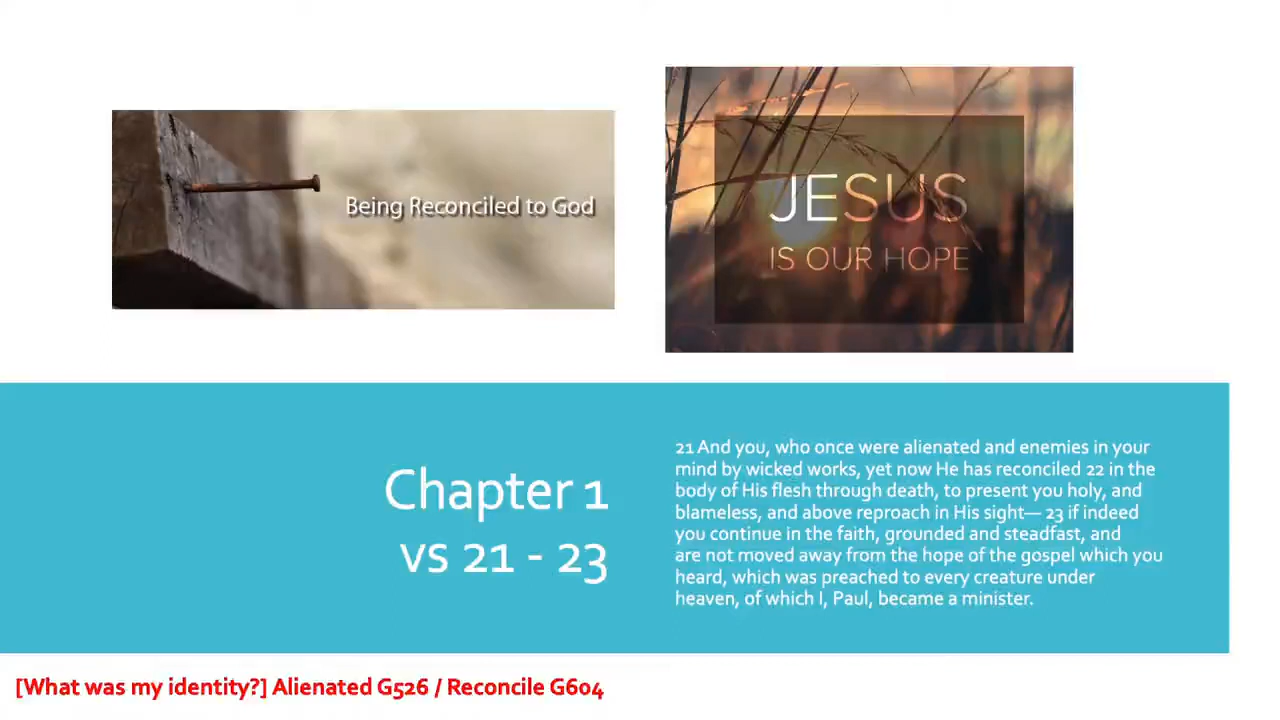 Being Reconciled to God
JESUS
IS OUR HOPE
Chapter 1
vs 21 - 23
21 And you, who once were alienated and enemies in your
mind by wicked works, yet now He has reconciled 22 in the
body of His flesh through death, to present you holy, and
blameless, and above reproach in His sight— 23 if indeed
you continue in the faith, grounded and steadfast, and
are not moved away from the hope of the gospel which you
heard, which was preached to every creature under
heaven, of which I, Paul, became a minister.
[What was my identity?] Alienated G526 / Reconcile G604